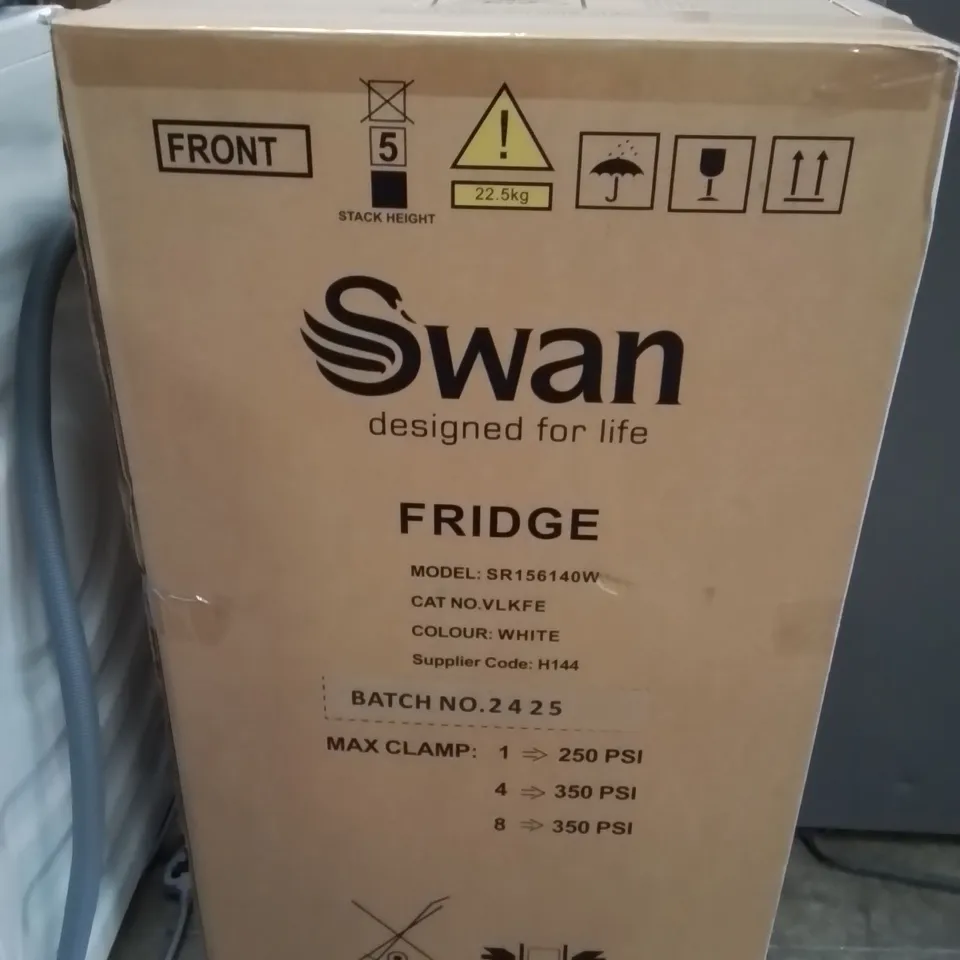 FRONT
5
STACK HEIGHT
!
22.5kg
Swan
designed for life
FRIDGE
MODEL: SR156140W
CAT NO.VLKFE
COLOUR: WHITE
Supplier Code: H144
BATCH NO.2425
MAX CLAMP: 1 ⇒ 250 PSI
4 ⇒ 350 PSI
8 ⇒ 350 PSI